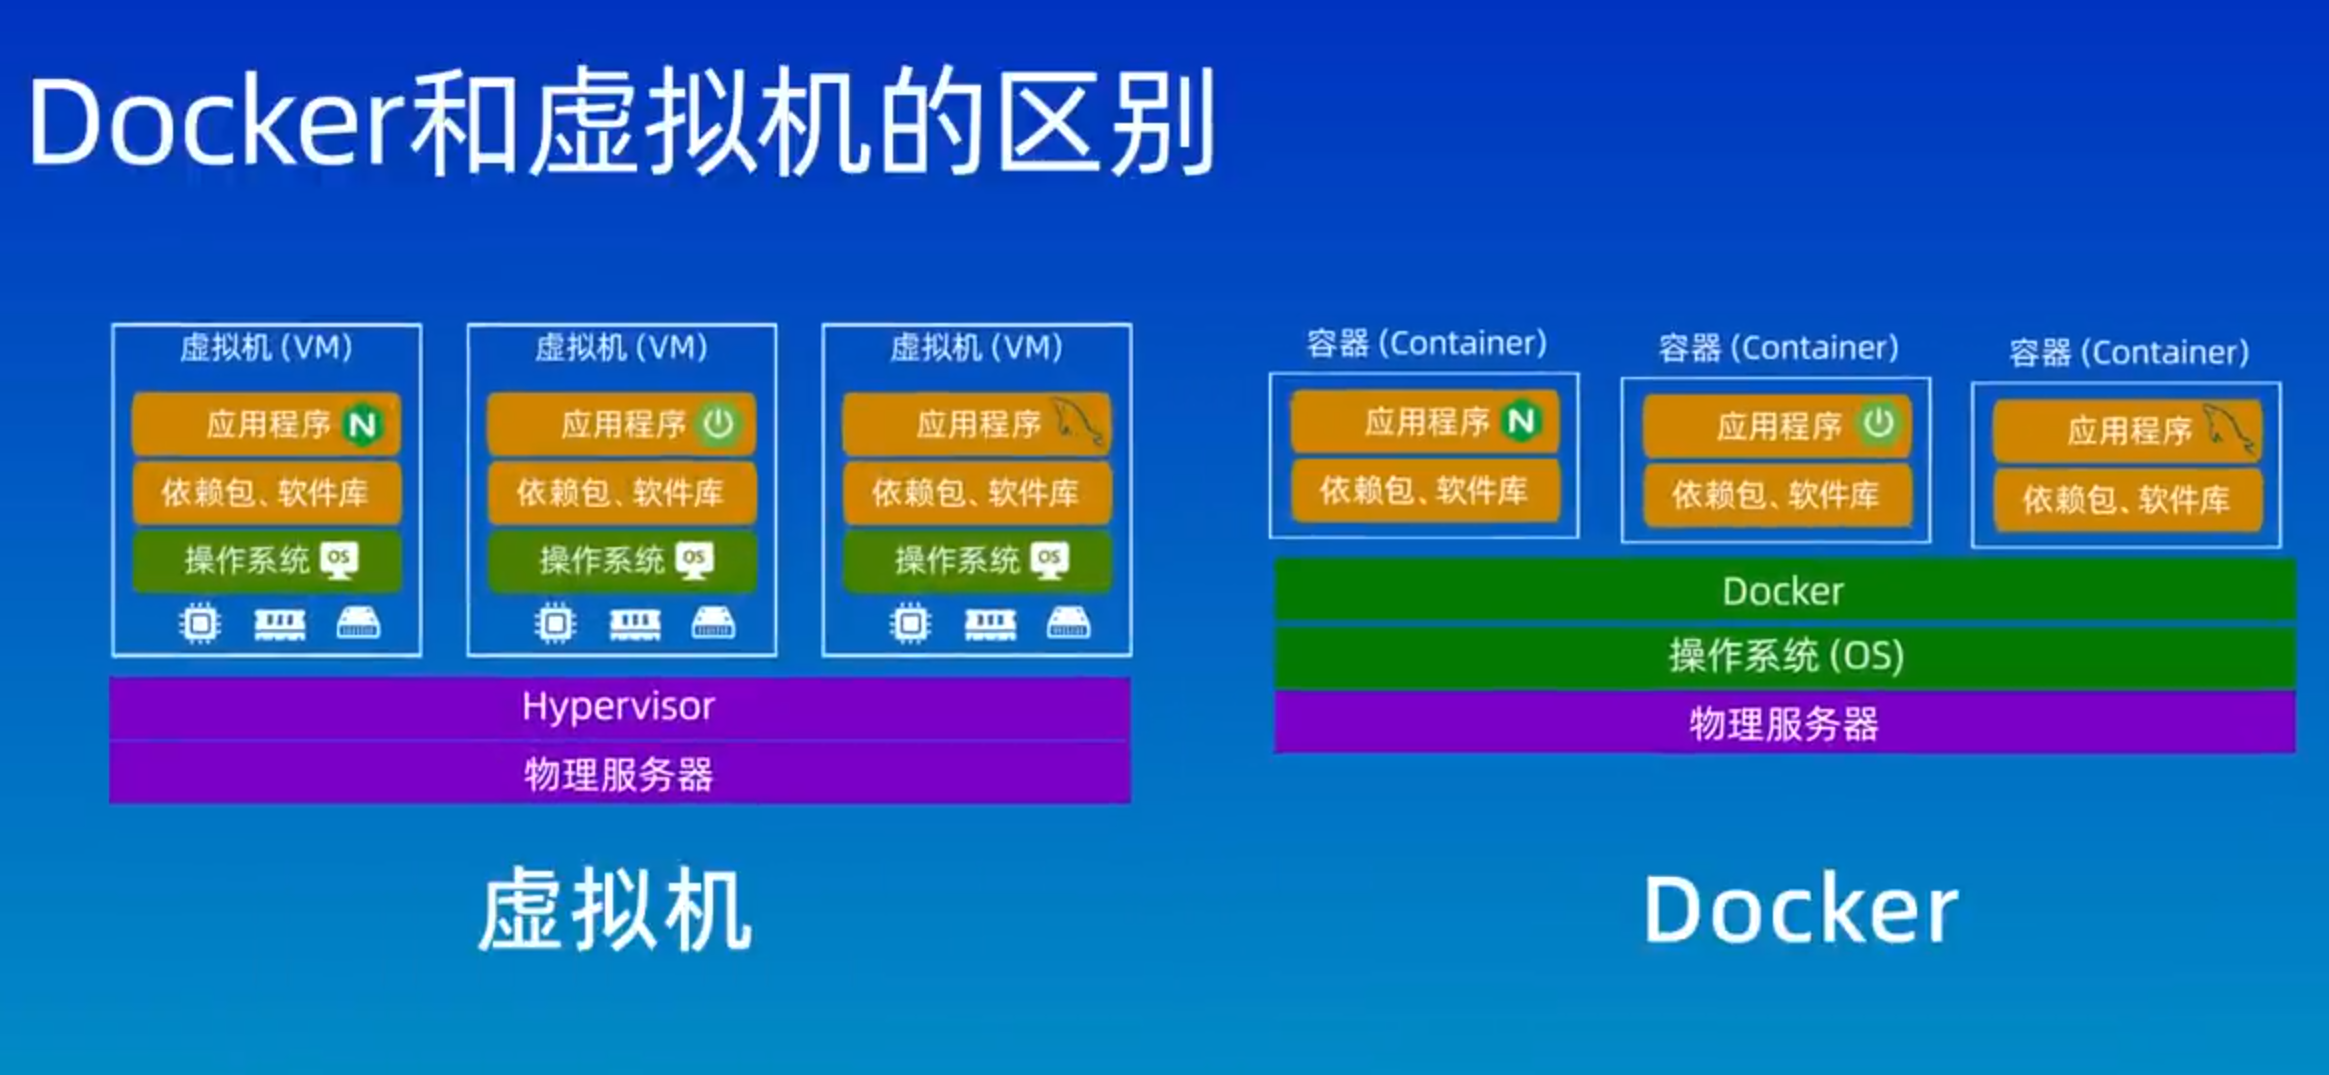 Docker和虚拟机的区别
虚拟机 (VM)
应用程序 N
依赖包、软件库
操作系统 OS
虚拟机 (VM)
应用程序
依赖包、软件库
操作系统 OS
虚拟机 (VM)
应用程序
依赖包、软件库
操作系统 OS
Hypervisor
物理服务器
虚拟机
容器 (Container)
应用程序 N
依赖包、软件库
容器 (Container)
应用程序
依赖包、软件库
容器 (Container)
应用程序
依赖包、软件库
Docker
操作系统 (OS)
物理服务器
Docker